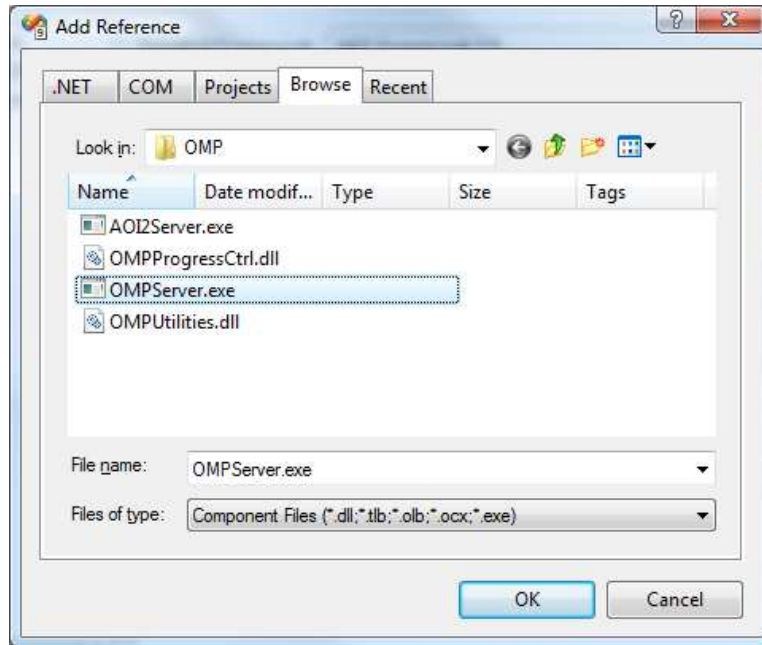 Add Reference
.NET COM Projects Browse Recent
Look in: OMP
Name Date modif... Type Size Tags
AOI2Server.exe
OMPProgressCtrl.dll
OMPServer.exe
OMPUtilities.dll
File name: OMPServer.exe
Files of type: Component Files (*.dll;*.tlb;*.olb;*.ocx;*.exe)
OK Cancel